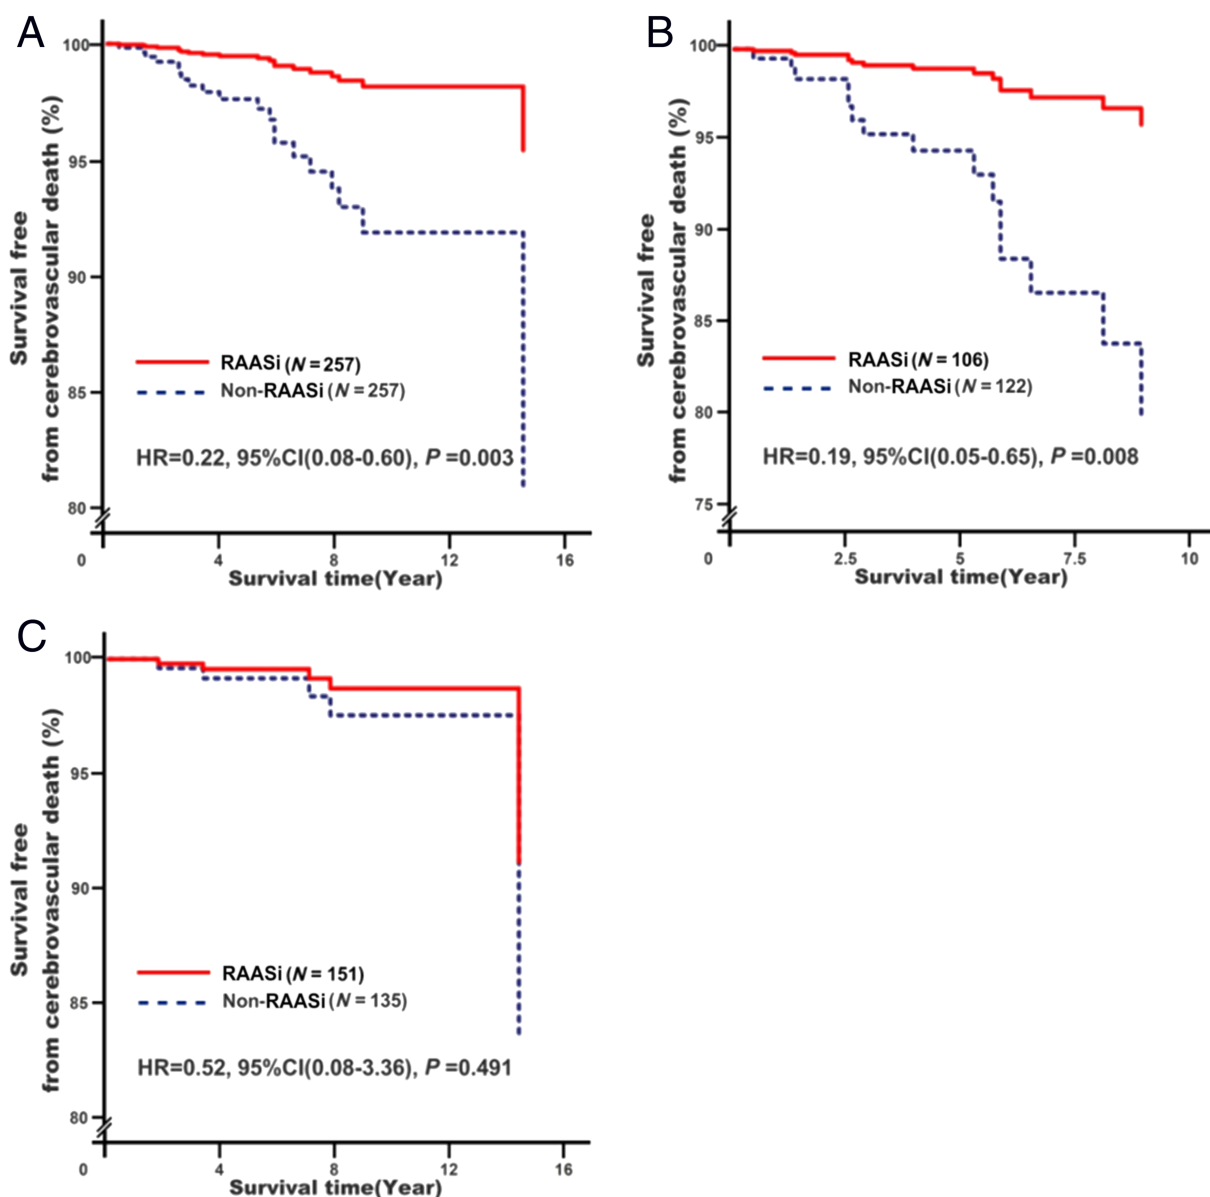 A
100
95
90
85
80
0
4
8
12
16
Survival free
from cerebrovascular death (%)
RAASi (N = 257)
Non-RAASi (N = 257)
HR=0.22, 95%CI(0.08-0.60), P =0.003
Survival time(Year)
B
100
95
90
85
80
75
0
2.5
5
7.5
10
Survival free
from cerebrovascular death (%)
RAASi (N = 106)
Non-RAASi (N = 122)
HR=0.19, 95%CI(0.05-0.65), P =0.008
Survival time(Year)
C
100
95
90
85
80
0
4
8
12
16
Survival free
from cerebrovascular death (%)
RAASi (N = 151)
Non-RAASi (N = 135)
HR=0.52, 95%CI(0.08-3.36), P =0.491
Survival time(Year)